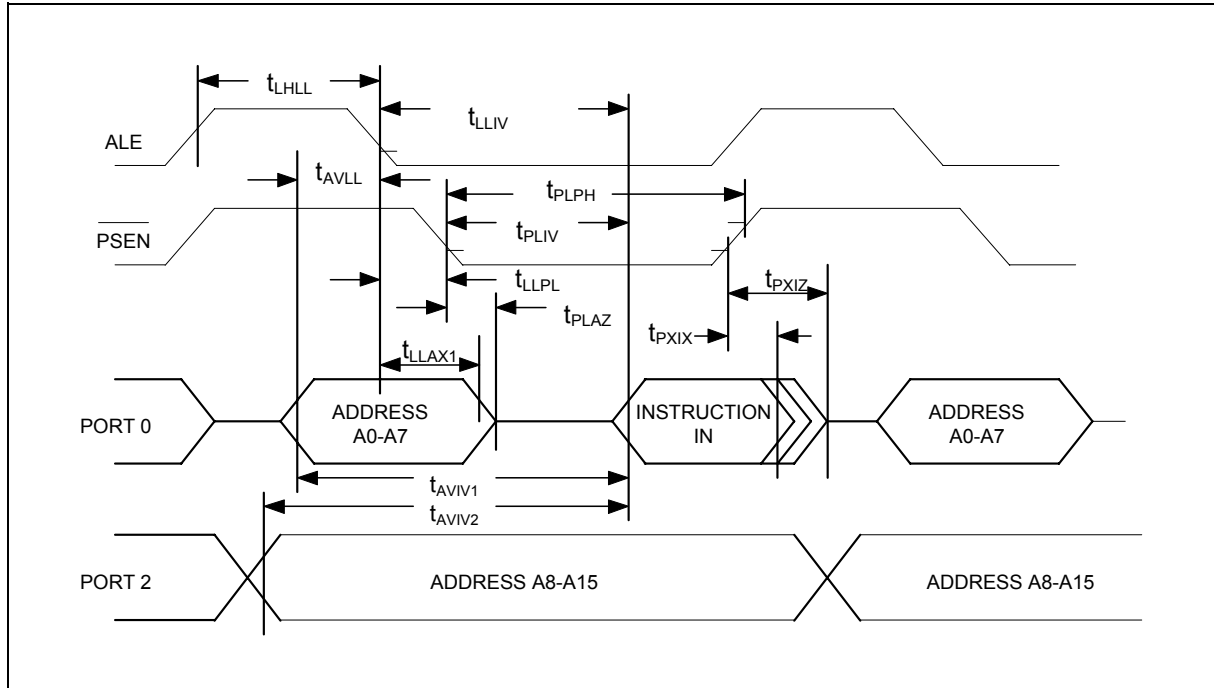 tLHLL
tLLIV
ALE
tAVLL
tPLPH
PSEN
tPLIV
tLLPL
tPXIZ
tPLAZ
tPXIX
tLLAX1
PORT 0
ADDRESS
A0-A7
INSTRUCTION
IN
ADDRESS
A0-A7
tAVIV1
tAVIV2
PORT 2
ADDRESS A8-A15
ADDRESS A8-A15